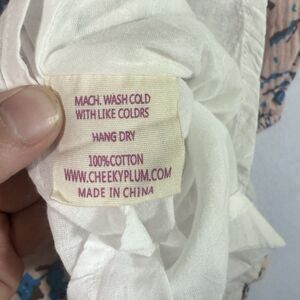 MACH. WASH COLD
WITH LIKE COLORS
HANG DRY
100%COTTON
WWW.CHEEKYPLUM.COM
MADE IN CHINA